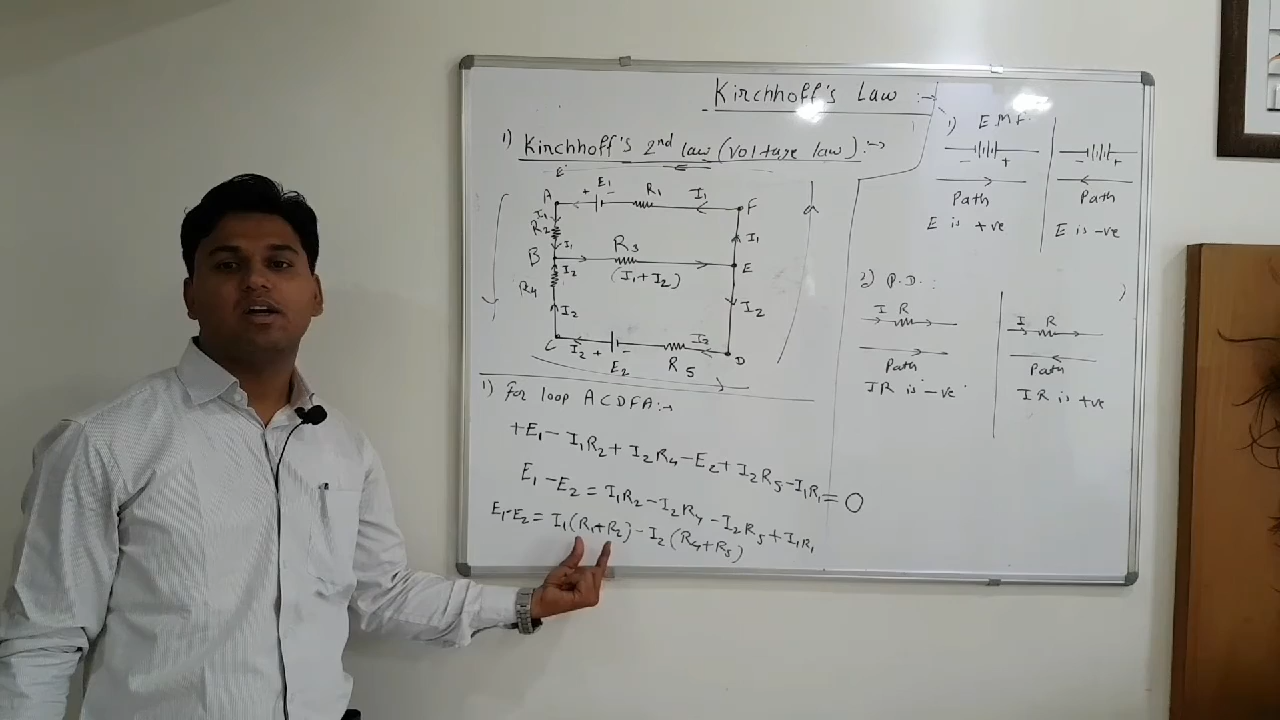 Kirchhoff's Law :→
1) Kirchhoff's 2nd law (voltage law) :→
E
A + E1 - R1 I1 F
I1
R2
I1 I1
B R3 E
I2 (I1+I2)
R4 I2
I2
C I2 + - I2 D
E2 R5
1) For loop ACDFA :→
+E1 - I1R2 + I2R4 - E2 + I2R5 - I1R1 = 0
E1 - E2 = I1R2 - I2R4 - I2R5 + I1R1
E1-E2 = I1(R1+R2) - I2(R4+R5)
1) E.M.F.
- + - +
Path Path
E is +ve E is -ve
2) P.D. :
I R I R
Path Path
IR is -ve IR is +ve